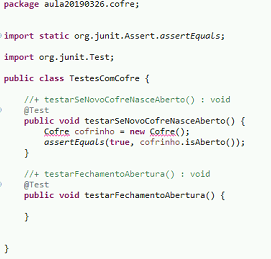 package aula20190326.cofre;
import static org.junit.Assert.assertEquals;
import org.junit.Test;
public class TestesComCofre {
//+ testarSeNovoCofreNasceAberto() : void
@Test
public void testarSeNovoCofreNasceAberto() {
Cofre cofrinho = new Cofre();
assertEquals(true, cofrinho.isAberto());
}
//+ testarFechamentoAbertura() : void
@Test
public void testarFechamentoAbertura() {
}
}